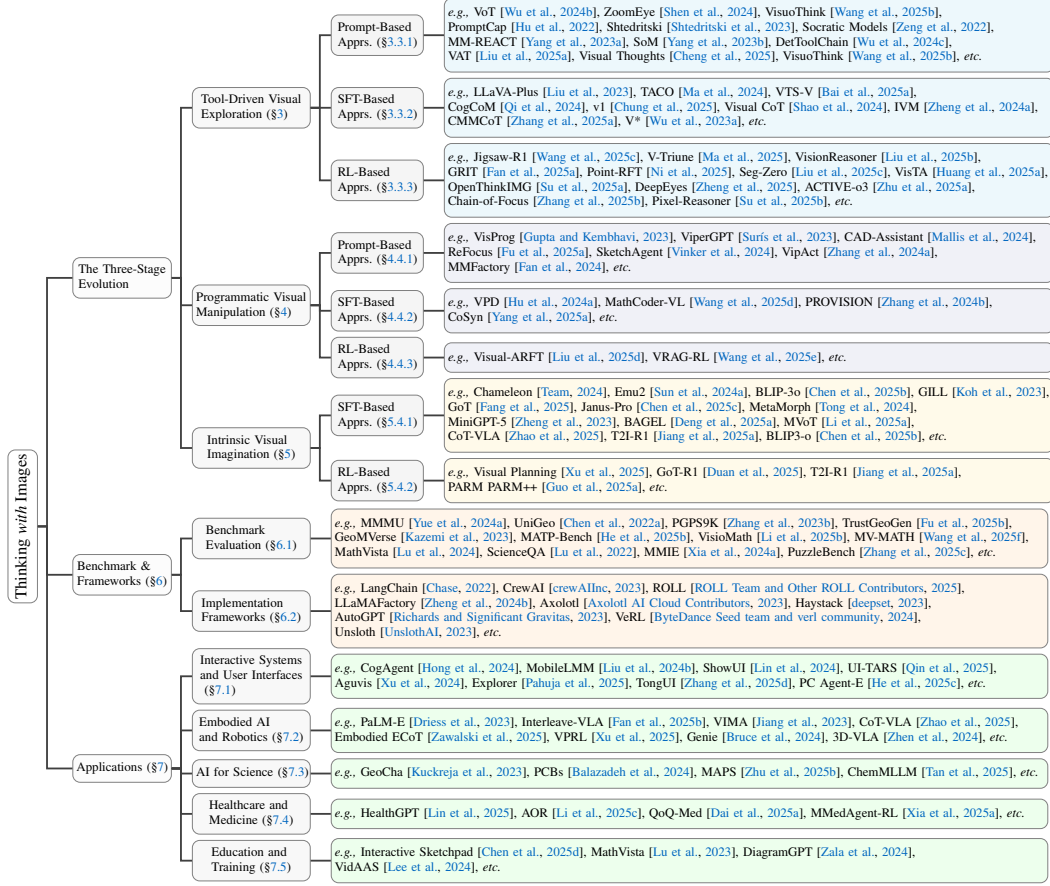 Thinking with Images
The Three-Stage
Evolution
Tool-Driven Visual
Exploration (§3)
Prompt-Based
Apprs. (§3.3.1)
e.g., VoT [Wu et al., 2024b], ZoomEye [Shen et al., 2024], VisuoThink [Wang et al., 2025b],
PromptCap [Hu et al., 2022], Shtedritski [Shtedritski et al., 2023], Socratic Models [Zeng et al., 2022],
MM-REACT [Yang et al., 2023a], SoM [Yang et al., 2023b], DetToolChain [Wu et al., 2024c],
VAT [Liu et al., 2025a], Visual Thoughts [Cheng et al., 2025], VisuoThink [Wang et al., 2025b], etc.
SFT-Based
Apprs. (§3.3.2)
e.g., LLaVA-Plus [Liu et al., 2023], TACO [Ma et al., 2024], VTS-V [Bai et al., 2025a],
CogCoM [Qi et al., 2024], v1 [Chung et al., 2025], Visual CoT [Shao et al., 2024], IVM [Zheng et al., 2024a],
CMMCoT [Zhang et al., 2025a], V* [Wu et al., 2023a], etc.
RL-Based
Apprs. (§3.3.3)
e.g., Jigsaw-R1 [Wang et al., 2025c], V-Triune [Ma et al., 2025], VisionReasoner [Liu et al., 2025b],
GRIT [Fan et al., 2025a], Point-RFT [Ni et al., 2025], Seg-Zero [Liu et al., 2025c], VisTA [Huang et al., 2025a],
OpenThinkIMG [Su et al., 2025a], DeepEyes [Zheng et al., 2025], ACTIVE-o3 [Zhu et al., 2025a],
Chain-of-Focus [Zhang et al., 2025b], Pixel-Reasoner [Su et al., 2025b], etc.
Programmatic Visual
Manipulation (§4)
Prompt-Based
Apprs. (§4.4.1)
e.g., VisProg [Gupta and Kembhavi, 2023], ViperGPT [Surís et al., 2023], CAD-Assistant [Mallis et al., 2024],
ReFocus [Fu et al., 2025a], SketchAgent [Vinker et al., 2024], VipAct [Zhang et al., 2024a],
MMFactory [Fan et al., 2024], etc.
SFT-Based
Apprs. (§4.4.2)
e.g., VPD [Hu et al., 2024a], MathCoder-VL [Wang et al., 2025d], PROVISION [Zhang et al., 2024b],
CoSyn [Yang et al., 2025a], etc.
RL-Based
Apprs. (§4.4.3)
e.g., Visual-ARFT [Liu et al., 2025d], VRAG-RL [Wang et al., 2025e], etc.
Intrinsic Visual
Imagination (§5)
SFT-Based
Apprs. (§5.4.1)
e.g., Chameleon [Team, 2024], Emu2 [Sun et al., 2024a], BLIP-3o [Chen et al., 2025b], GILL [Koh et al., 2023],
GoT [Fang et al., 2025], Janus-Pro [Chen et al., 2025c], MetaMorph [Tong et al., 2024],
MiniGPT-5 [Zheng et al., 2023], BAGEL [Deng et al., 2025a], MVoT [Li et al., 2025a],
CoT-VLA [Zhao et al., 2025], T2I-R1 [Jiang et al., 2025a], BLIP3-o [Chen et al., 2025b], etc.
RL-Based
Apprs. (§5.4.2)
e.g., Visual Planning [Xu et al., 2025], GoT-R1 [Duan et al., 2025], T2I-R1 [Jiang et al., 2025a],
PARM PARM++ [Guo et al., 2025a], etc.
Benchmark &
Frameworks (§6)
Benchmark
Evaluation (§6.1)
e.g., MMMU [Yue et al., 2024a], UniGeo [Chen et al., 2022a], PGPS9K [Zhang et al., 2023b], TrustGeoGen [Fu et al., 2025b],
GeoMVerse [Kazemi et al., 2023], MATP-Bench [He et al., 2025b], VisioMath [Li et al., 2025b], MV-MATH [Wang et al., 2025f],
MathVista [Lu et al., 2024], ScienceQA [Lu et al., 2022], MMIE [Xia et al., 2024a], PuzzleBench [Zhang et al., 2025c], etc.
Implementation
Frameworks (§6.2)
e.g., LangChain [Chase, 2022], CrewAI [crewAIInc, 2023], ROLL [ROLL Team and Other ROLL Contributors, 2025],
LLaMAFactory [Zheng et al., 2024b], Axolotl [Axolotl AI Cloud Contributors, 2023], Haystack [deepset, 2023],
AutoGPT [Richards and Significant Gravitas, 2023], VeRL [ByteDance Seed team and verl community, 2024],
Unsloth [UnslothAI, 2023], etc.
Applications (§7)
Interactive Systems
and User Interfaces
(§7.1)
e.g., CogAgent [Hong et al., 2024], MobileLMM [Liu et al., 2024b], ShowUI [Lin et al., 2024], UI-TARS [Qin et al., 2025],
Aguvis [Xu et al., 2024], Explorer [Pahuja et al., 2025], TongUI [Zhang et al., 2025d], PC Agent-E [He et al., 2025c], etc.
Embodied AI
and Robotics (§7.2)
e.g., PaLM-E [Driess et al., 2023], Interleave-VLA [Fan et al., 2025b], VIMA [Jiang et al., 2023], CoT-VLA [Zhao et al., 2025],
Embodied ECoT [Zawalski et al., 2025], VPRL [Xu et al., 2025], Genie [Bruce et al., 2024], 3D-VLA [Zhen et al., 2024], etc.
AI for Science (§7.3)
e.g., GeoCha [Kuckreja et al., 2023], PCBs [Balazadeh et al., 2024], MAPS [Zhu et al., 2025b], ChemMLLM [Tan et al., 2025], etc.
Healthcare and
Medicine (§7.4)
e.g., HealthGPT [Lin et al., 2025], AOR [Li et al., 2025c], QoQ-Med [Dai et al., 2025a], MMedAgent-RL [Xia et al., 2025a], etc.
Education and
Training (§7.5)
e.g., Interactive Sketchpad [Chen et al., 2025d], MathVista [Lu et al., 2023], DiagramGPT [Zala et al., 2024],
VidAAS [Lee et al., 2024], etc.